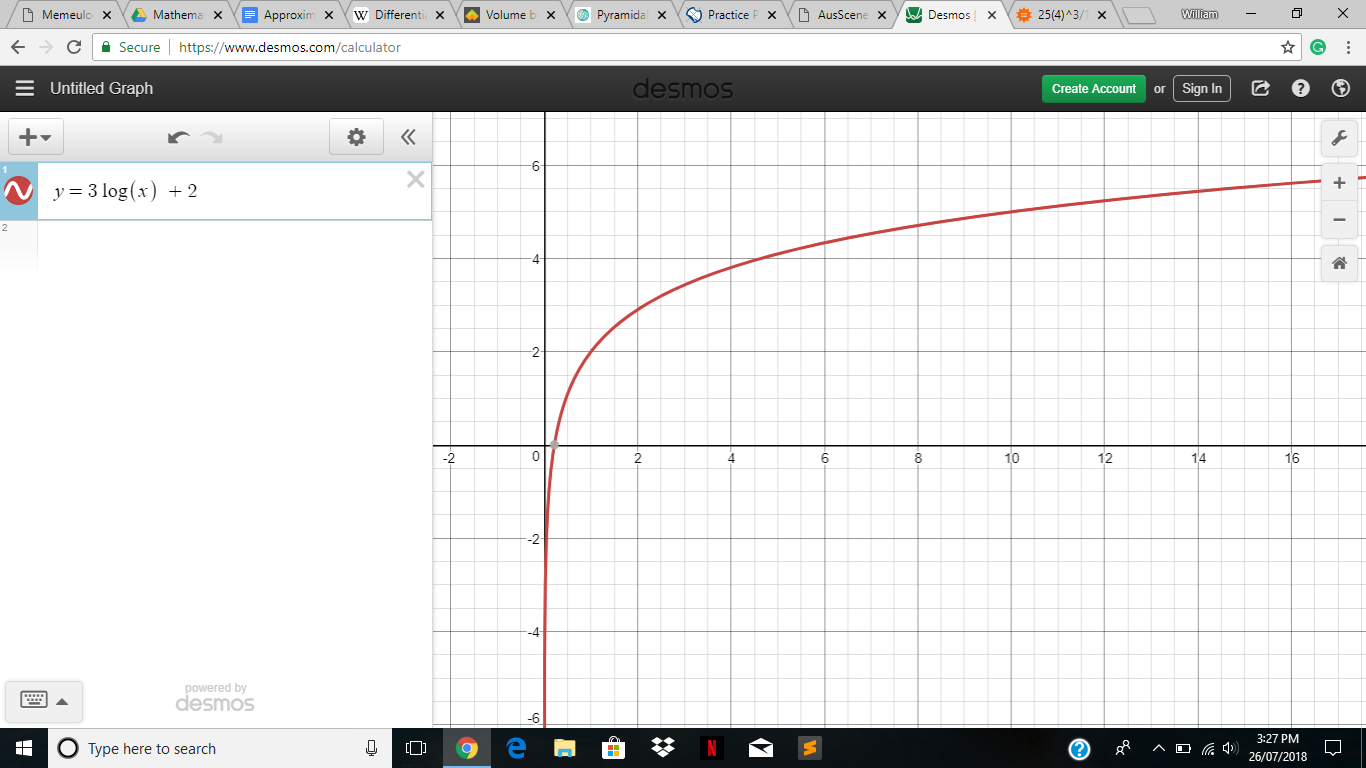 Memeulo
Mathema
Approxim
Differenti
Volume b
Pyramidal
Practice P
AusScene
Desmos |
25(4)^3/1
William
Secure
https://www.desmos.com/calculator
Untitled Graph
desmos
Create Account
or
Sign In
1
y = 3 log(x) + 2
2
powered by
desmos
6
4
2
-2
0
2
4
6
8
10
12
14
16
-2
-4
-6
Type here to search
3:27 PM
26/07/2018